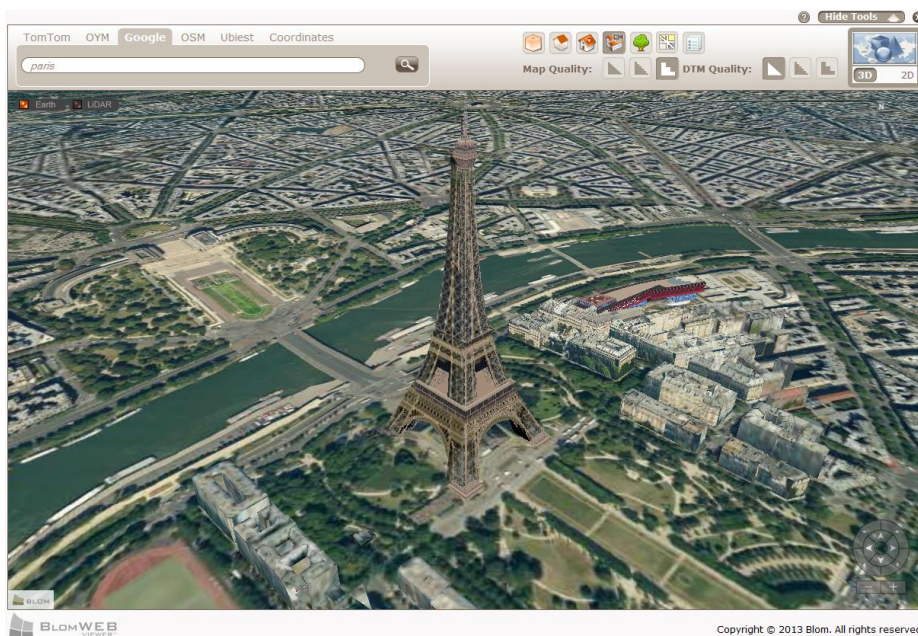 Hide Tools
TomTom OYM Google OSM Ubiest Coordinates
paris
Map Quality: DTM Quality:
3D 2D
Earth LiDAR
N
BLOM
BLOMWEB
VIEWER
Copyright © 2013 Blom. All rights reserved